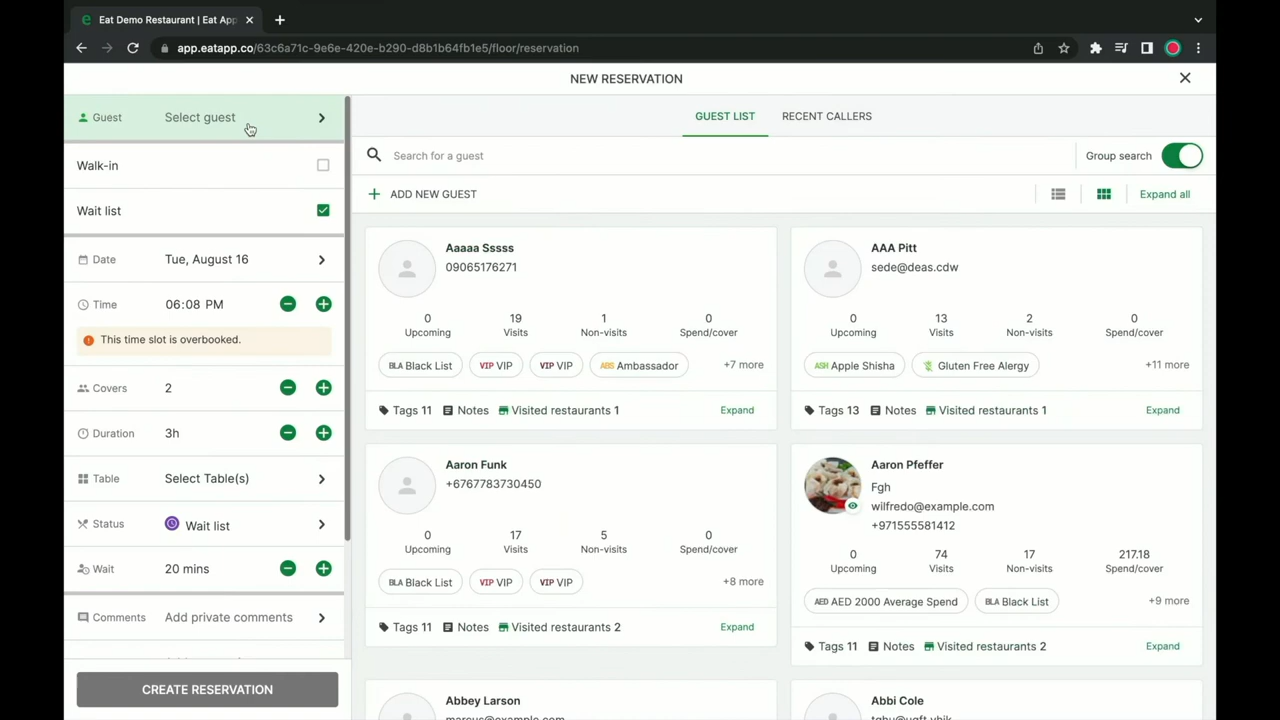 Eat Demo Restaurant | Eat App
app.eatapp.co/63c6a71c-9e6e-420e-b290-d8b1b64fb1e5/floor/reservation
NEW RESERVATION
Guest Select guest
Walk-in
Wait list
Date Tue, August 16
Time 06:08 PM
This time slot is overbooked.
Covers 2
Duration 3h
Table Select Table(s)
Status Wait list
Wait 20 mins
Comments Add private comments
CREATE RESERVATION
GUEST LIST RECENT CALLERS
Search for a guest Group search
ADD NEW GUEST Expand all
Aaaaa Sssss
09065176271
0 19 1 0
Upcoming Visits Non-visits Spend/cover
BLA Black List VIP VIP VIP VIP ABS Ambassador +7 more
Tags 11 Notes Visited restaurants 1 Expand
AAA Pitt
sede@deas.cdw
0 13 2 0
Upcoming Visits Non-visits Spend/cover
ASH Apple Shisha Gluten Free Alergy +11 more
Tags 13 Notes Visited restaurants 1 Expand
Aaron Funk
+6767783730450
0 17 5 0
Upcoming Visits Non-visits Spend/cover
BLA Black List VIP VIP VIP VIP +8 more
Tags 11 Notes Visited restaurants 2 Expand
Aaron Pfeffer
Fgh
wilfredo@example.com
+971555581412
0 74 17 217.18
Upcoming Visits Non-visits Spend/cover
AED AED 2000 Average Spend BLA Black List +9 more
Tags 11 Notes Visited restaurants 2 Expand
Abbey Larson
Abbi Cole